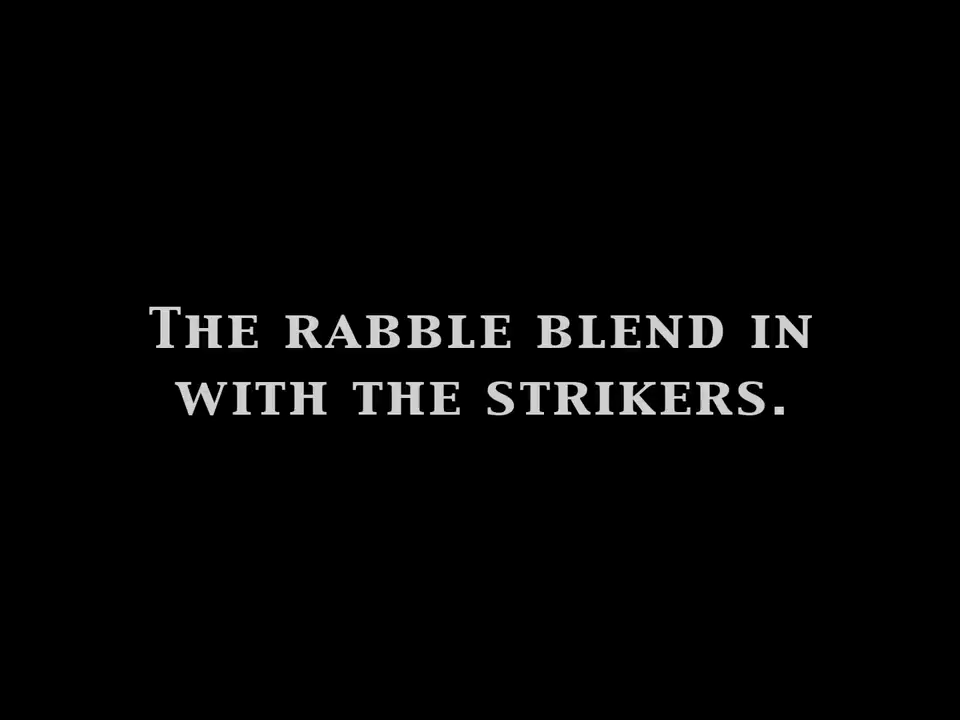 The rabble blend in
with the strikers.